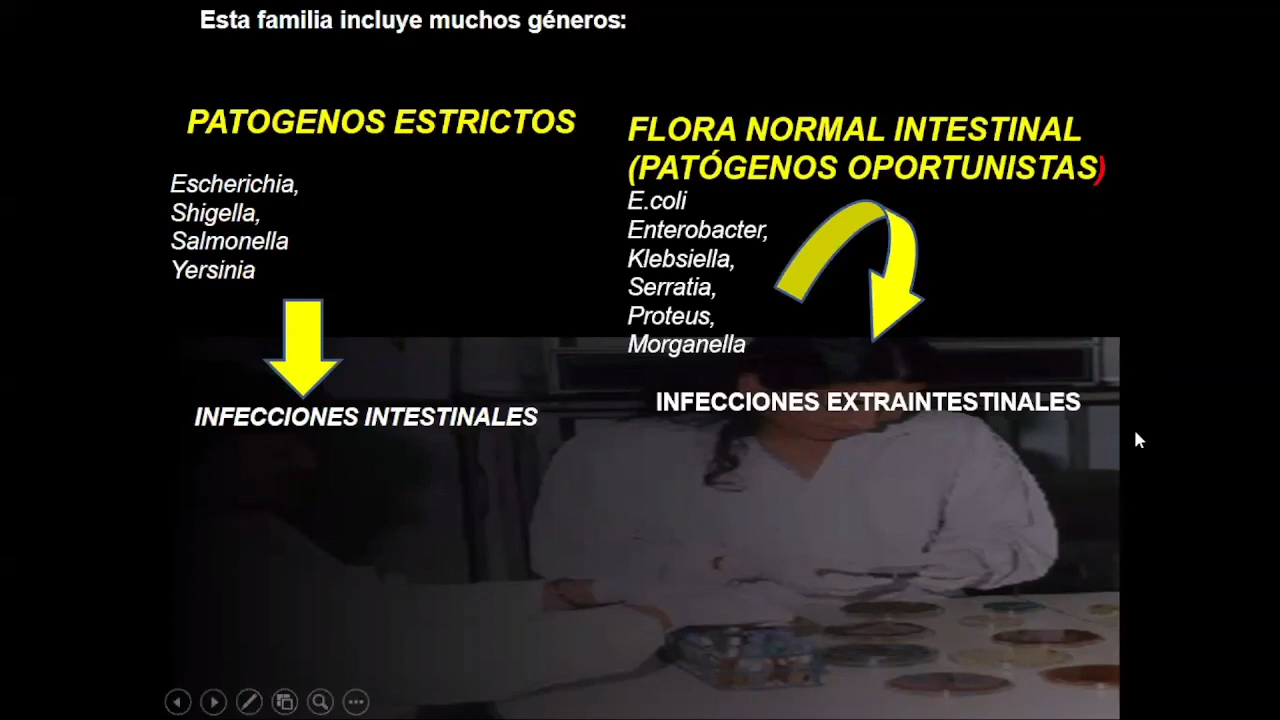 Esta familia incluye muchos géneros:
PATOGENOS ESTRICTOS
Escherichia,
Shigella,
Salmonella
Yersinia
INFECCIONES INTESTINALES
FLORA NORMAL INTESTINAL
(PATÓGENOS OPORTUNISTAS)
E.coli
Enterobacter,
Klebsiella,
Serratia,
Proteus,
Morganella
INFECCIONES EXTRAINTESTINALES